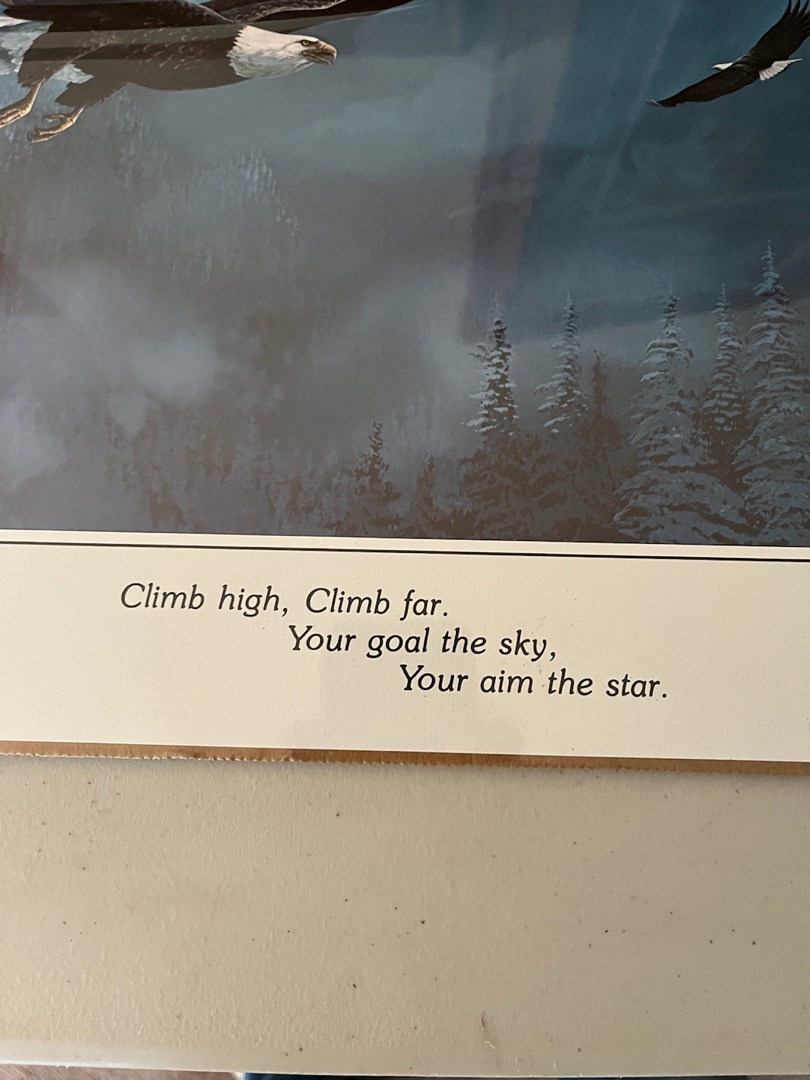 Climb high, Climb far.
Your goal the sky,
Your aim the star.